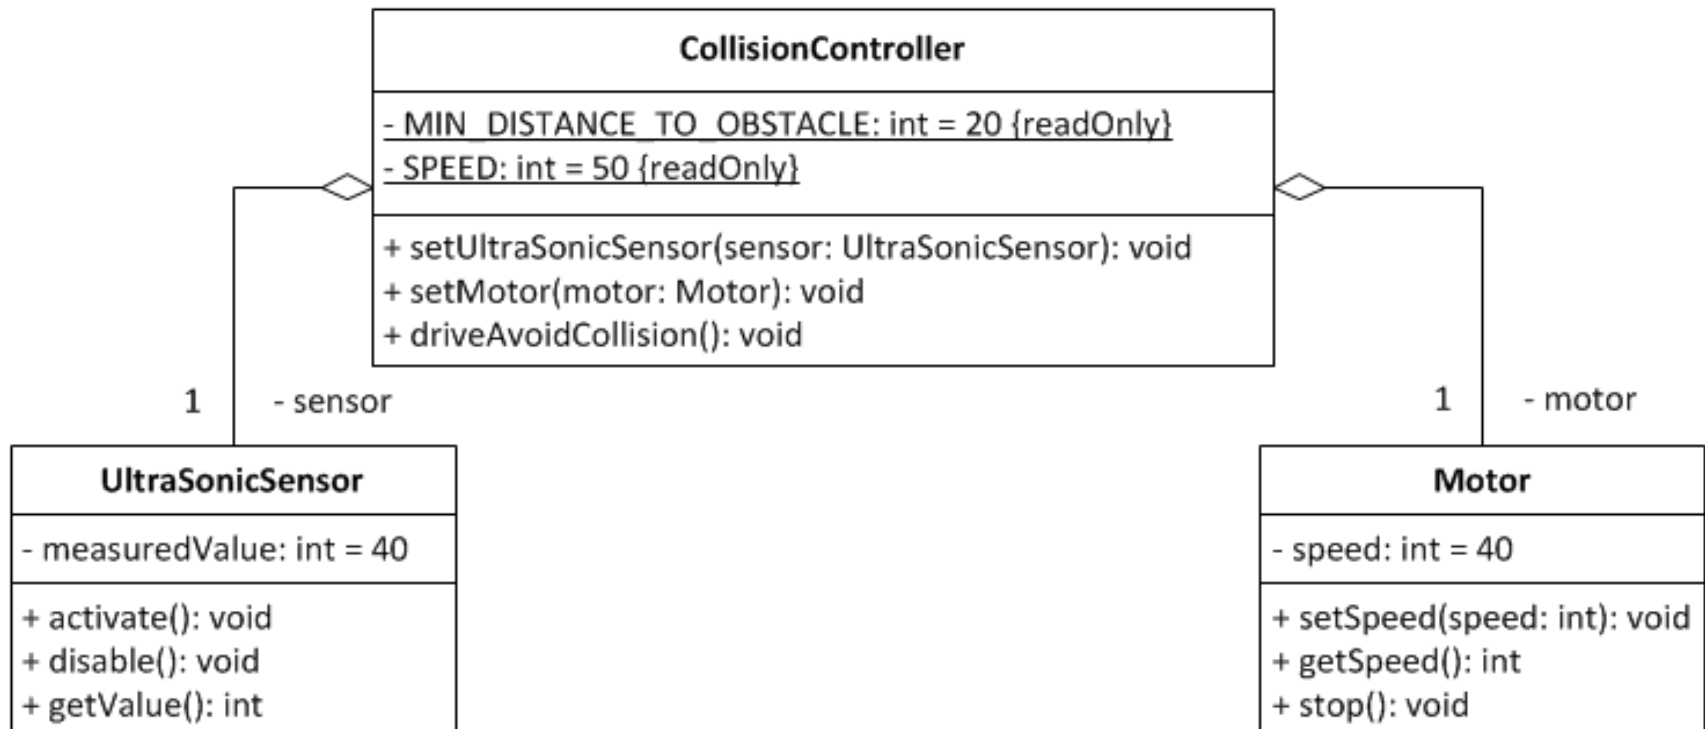 CollisionController
- MIN_DISTANCE_TO_OBSTACLE: int = 20 {readOnly}
- SPEED: int = 50 {readOnly}
+ setUltraSonicSensor(sensor: UltraSonicSensor): void
+ setMotor(motor: Motor): void
+ driveAvoidCollision(): void
1 - sensor
1 - motor
UltraSonicSensor
- measuredValue: int = 40
+ activate(): void
+ disable(): void
+ getValue(): int
Motor
- speed: int = 40
+ setSpeed(speed: int): void
+ getSpeed(): int
+ stop(): void